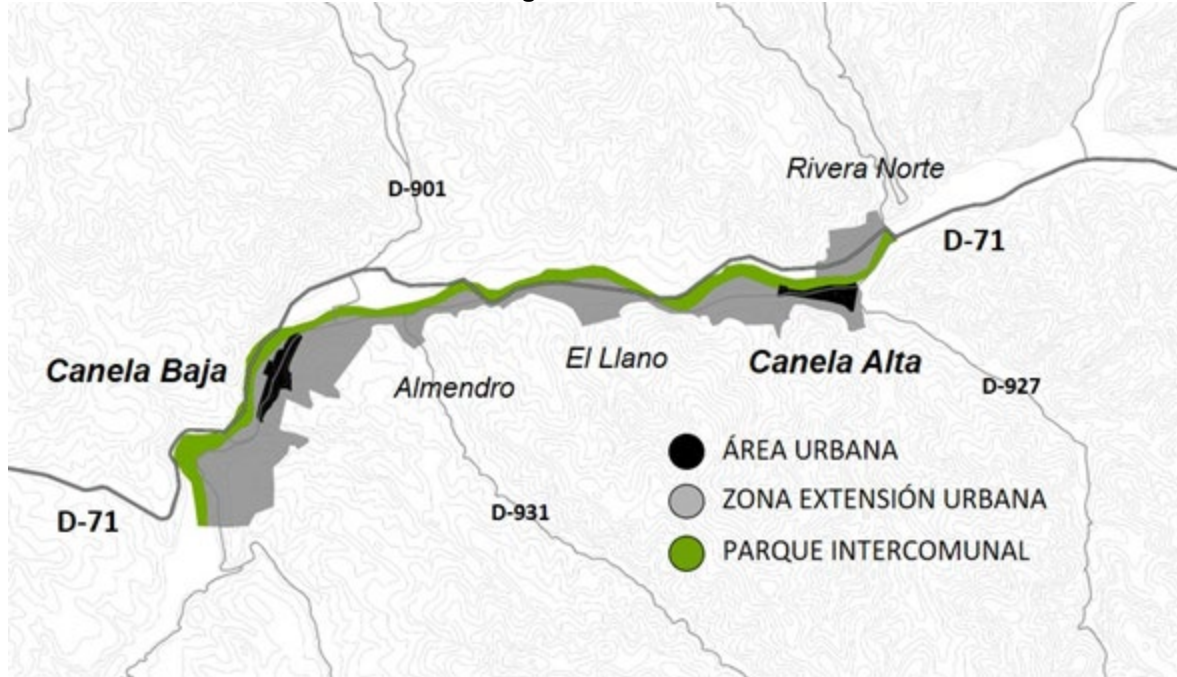 Rivera Norte
D-901
D-71
Canela Baja
El Llano
Canela Alta
Almendro
D-927
ÁREA URBANA
ZONA EXTENSIÓN URBANA
D-931
D-71
PARQUE INTERCOMUNAL